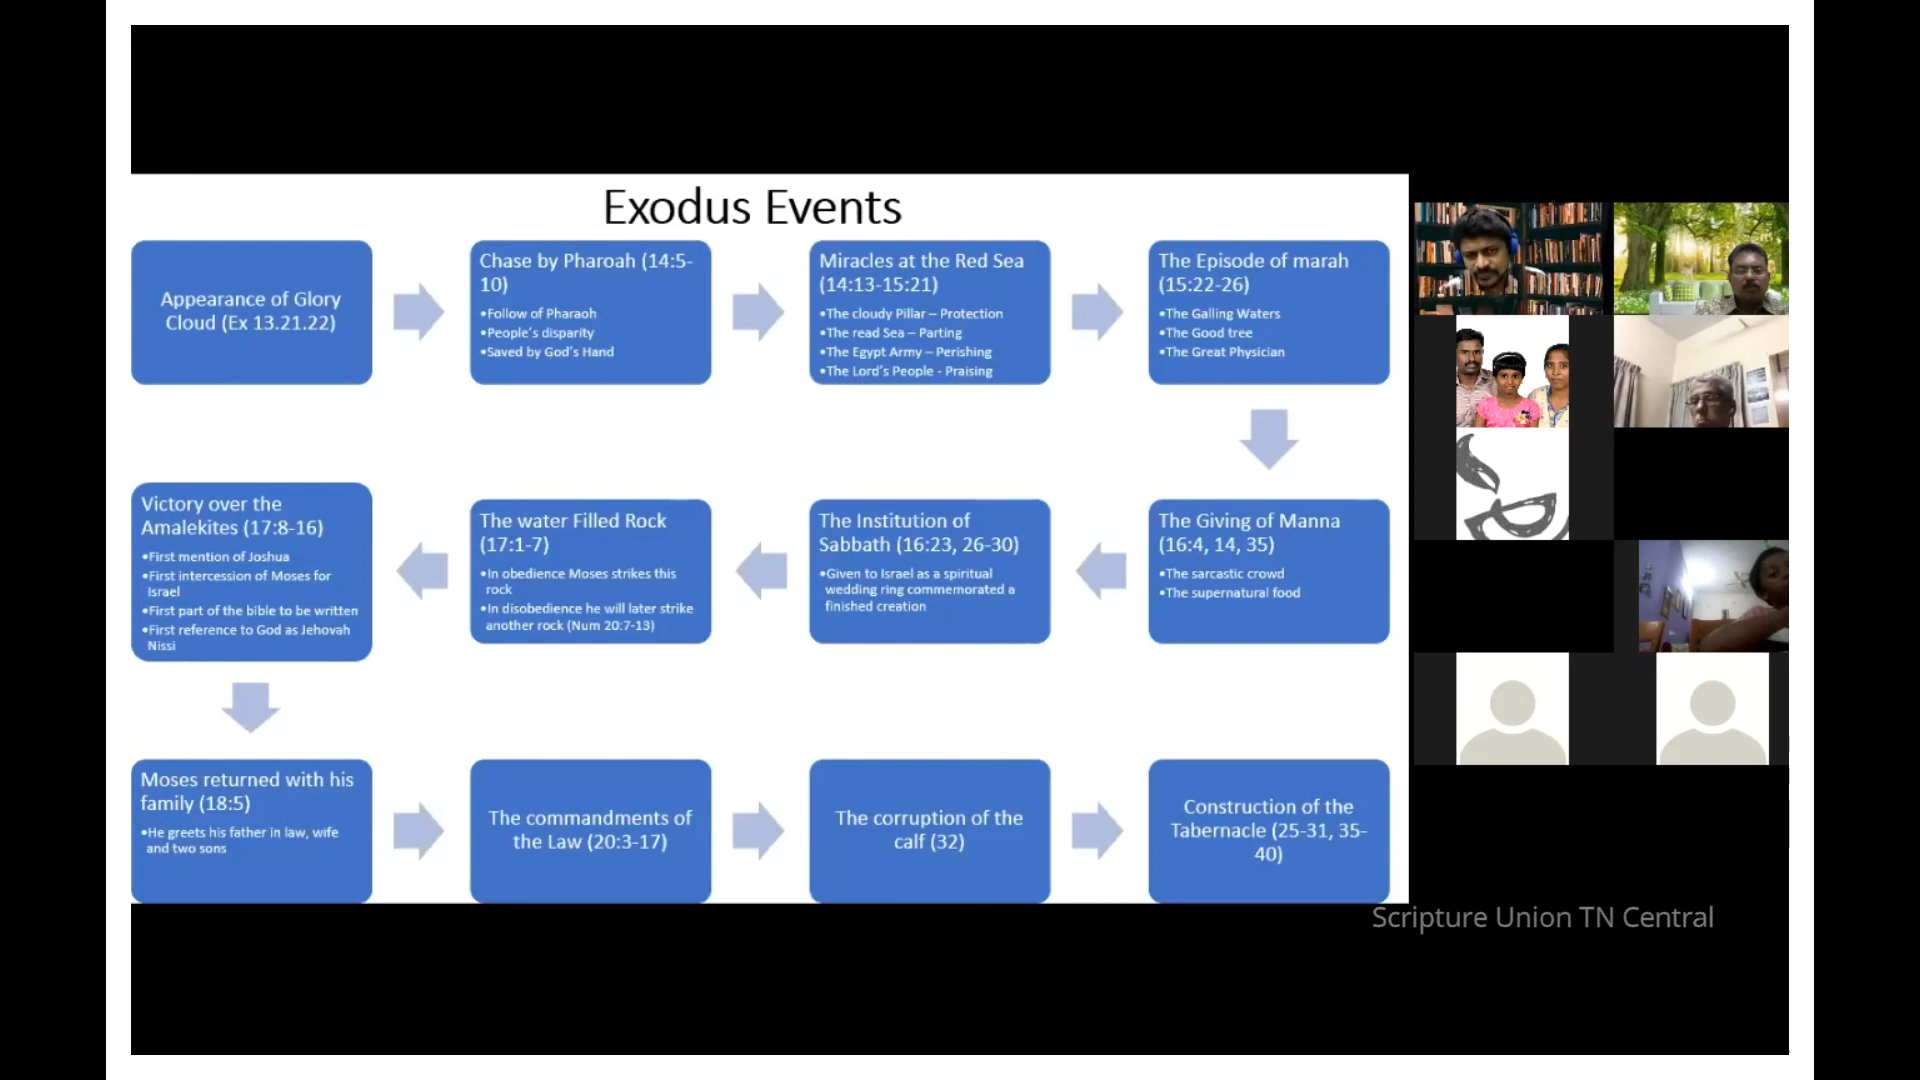 Exodus Events
Appearance of Glory
Cloud (Ex 13.21.22)
Chase by Pharoah (14:5-
10)
•Follow of Pharaoh
•People's disparity
•Saved by God's Hand
Miracles at the Red Sea
(14:13-15:21)
•The cloudy Pillar – Protection
•The read Sea – Parting
•The Egypt Army – Perishing
•The Lord's People - Praising
The Episode of marah
(15:22-26)
•The Galling Waters
•The Good tree
•The Great Physician
The Giving of Manna
(16:4, 14, 35)
•The sarcastic crowd
•The supernatural food
The Institution of
Sabbath (16:23, 26-30)
•Given to Israel as a spiritual
wedding ring commemorated a
finished creation
The water Filled Rock
(17:1-7)
•In obedience Moses strikes this
rock
•In disobedience he will later strike
another rock (Num 20:7-13)
Victory over the
Amalekites (17:8-16)
•First mention of Joshua
•First intercession of Moses for
Israel
•First part of the bible to be written
•First reference to God as Jehovah
Nissi
Moses returned with his
family (18:5)
•He greets his father in law, wife
and two sons
The commandments of
the Law (20:3-17)
The corruption of the
calf (32)
Construction of the
Tabernacle (25-31, 35-
40)
Scripture Union TN Central